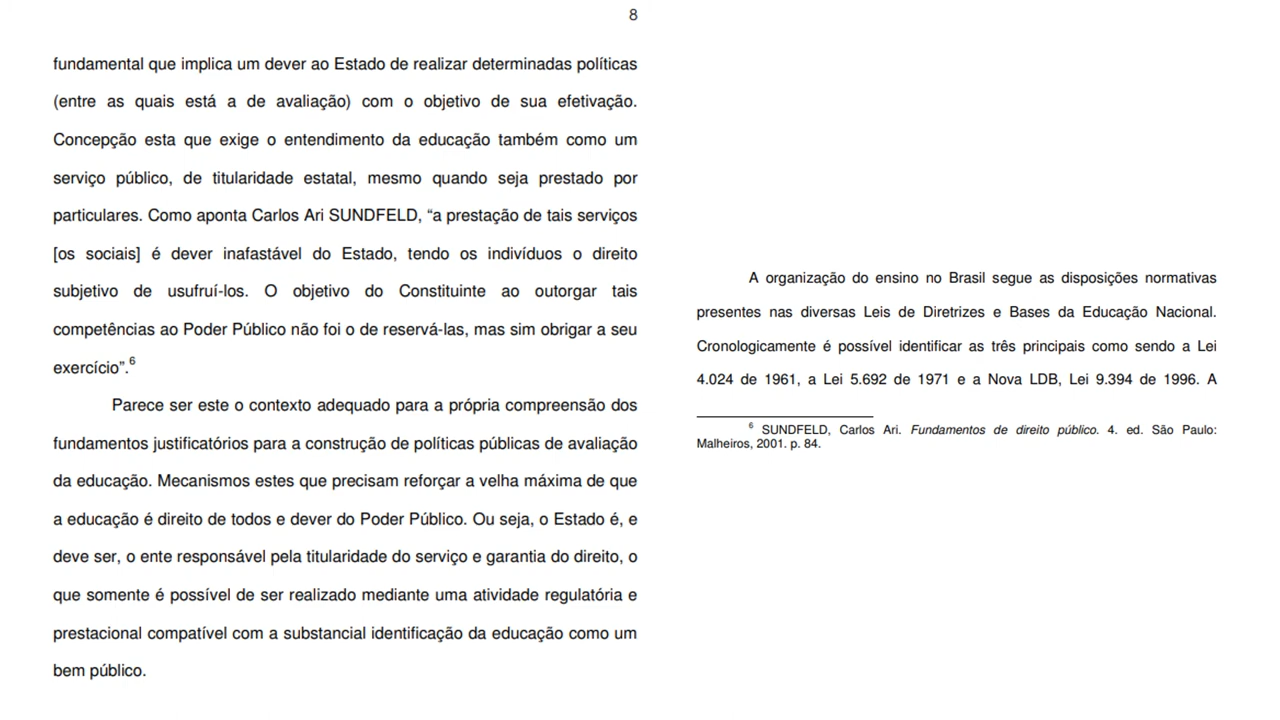 8
fundamental que implica um dever ao Estado de realizar determinadas políticas
(entre as quais está a de avaliação) com o objetivo de sua efetivação.
Concepção esta que exige o entendimento da educação também como um
serviço público, de titularidade estatal, mesmo quando seja prestado por
particulares. Como aponta Carlos Ari SUNDFELD, “a prestação de tais serviços
[os sociais] é dever inafastável do Estado, tendo os indivíduos o direito
subjetivo de usufruí-los. O objetivo do Constituinte ao outorgar tais
competências ao Poder Público não foi o de reservá-las, mas sim obrigar a seu
exercício”.6
Parece ser este o contexto adequado para a própria compreensão dos
fundamentos justificatórios para a construção de políticas públicas de avaliação
da educação. Mecanismos estes que precisam reforçar a velha máxima de que
a educação é direito de todos e dever do Poder Público. Ou seja, o Estado é, e
deve ser, o ente responsável pela titularidade do serviço e garantia do direito, o
que somente é possível de ser realizado mediante uma atividade regulatória e
prestacional compatível com a substancial identificação da educação como um
bem público.
A organização do ensino no Brasil segue as disposições normativas
presentes nas diversas Leis de Diretrizes e Bases da Educação Nacional.
Cronologicamente é possível identificar as três principais como sendo a Lei
4.024 de 1961, a Lei 5.692 de 1971 e a Nova LDB, Lei 9.394 de 1996. A
6 SUNDFELD, Carlos Ari. Fundamentos de direito público. 4. ed. São Paulo:
Malheiros, 2001. p. 84.